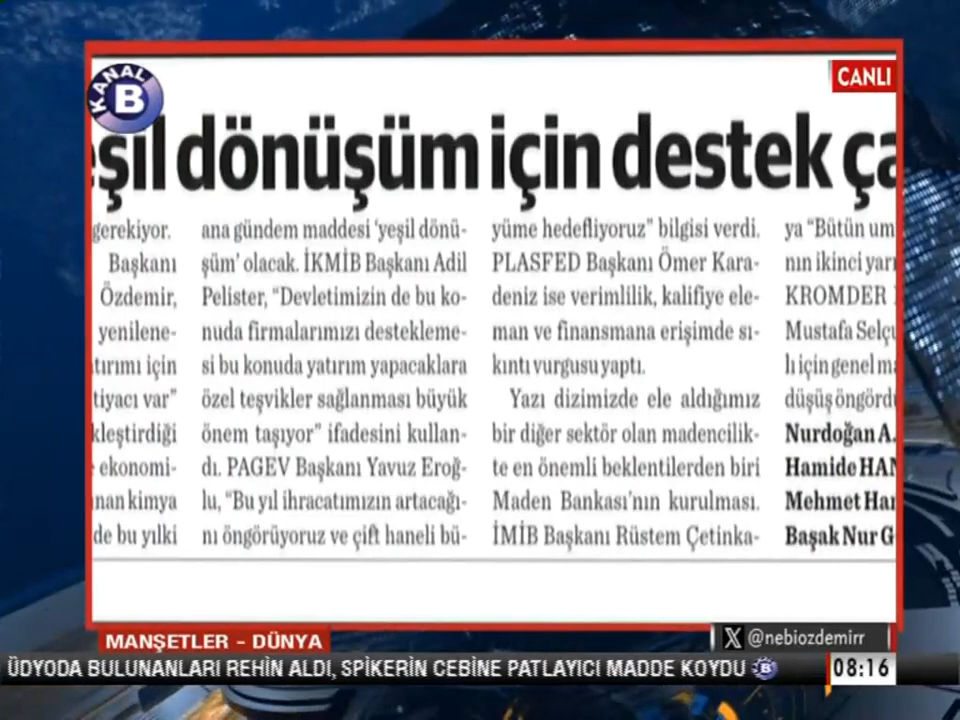 KANAL B
CANLI
eşil dönüşüm için destek ça
gerekiyor.
Başkanı
Özdemir,
yenilene-
tırımı için
tiyacı var”
kleştirdiği
ekonomi-
nan kimya
de bu yılki
ana gündem maddesi ‘yeşil dönü-
şüm’ olacak. İKMİB Başkanı Adil
Pelister, “Devletimizin de bu ko-
nuda firmalarımızı destekleme-
si bu konuda yatırım yapacaklara
özel teşvikler sağlanması büyük
önem taşıyor” ifadesini kullan-
dı. PAGEV Başkanı Yavuz Eroğ-
lu, “Bu yıl ihracatımızın artacağı-
nı öngörüyoruz ve çift haneli bü-
yüme hedefliyoruz” bilgisi verdi.
PLASFED Başkanı Ömer Kara-
deniz ise verimlilik, kalifiye ele-
man ve finansmana erişimde sı-
kıntı vurgusu yaptı.
Yazı dizimizde ele aldığımız
bir diğer sektör olan madencilik-
te en önemli beklentilerden biri
Maden Bankası’nın kurulması.
İMİB Başkanı Rüstem Çetinka-
ya “Bütün um
nın ikinci yarı
KROMDER
Mustafa Selçu
lı için genel ma
düşüş öngördü
Nurdoğan A.
Hamide HAN
Mehmet Har
Başak Nur G
MANŞETLER - DÜNYA
X @nebiozdemirr
ÜDYODA BULUNANLARI REHİN ALDI, SPİKERİN CEBİNE PATLAYICI MADDE KOYDU B
08:16